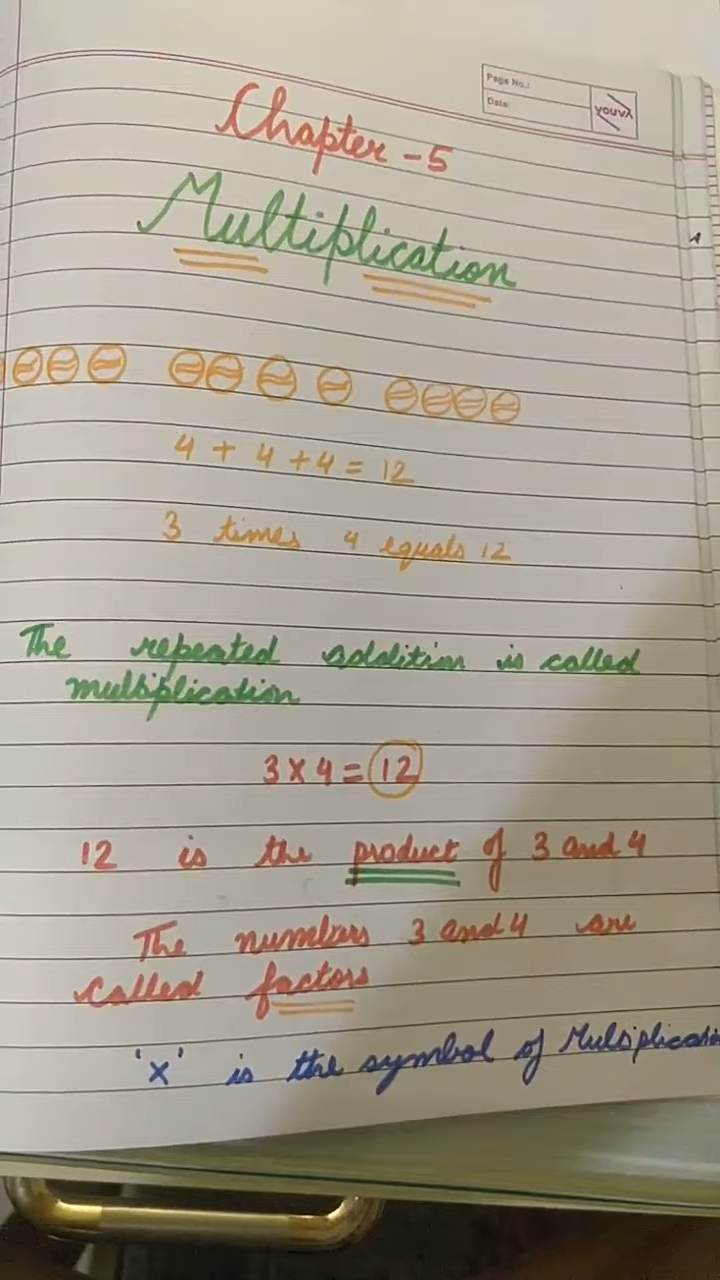 Page No.:
Date:
YOUVA
Chapter - 5
Multiplication
4 + 4 + 4 = 12
3 times 4 equals 12
The repeated addition is called
multiplication
3 x 4 = 12
12 is the product of 3 and 4
The numbers 3 and 4 are
called factors
'x' is the symbol of Multiplication